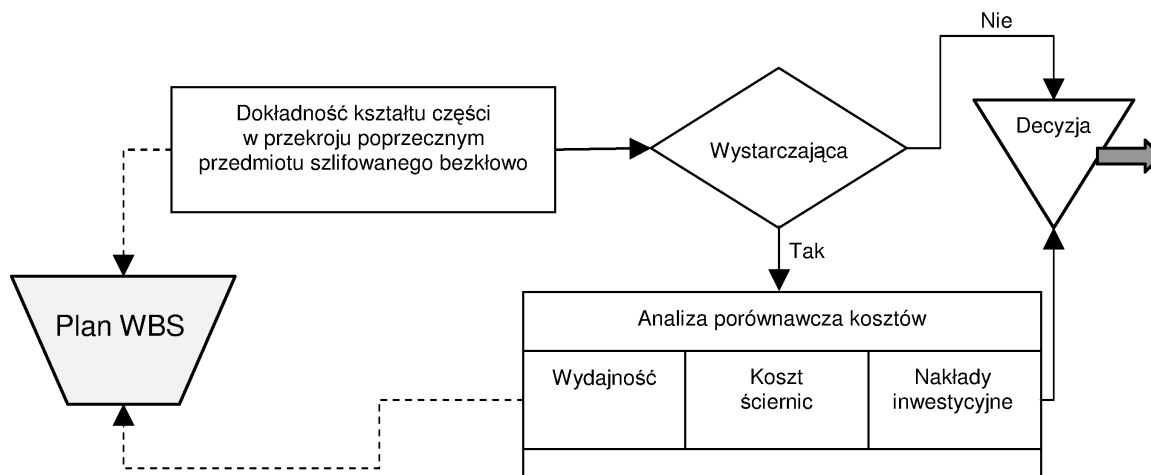 Nie
Dokładność kształtu części
w przekroju poprzecznym
przedmiotu szlifowanego bezkłowo
Wystarczająca
Decyzja
Tak
Plan WBS
Analiza porównawcza kosztów
Wydajność
Koszt
ściernic
Nakłady
inwestycyjne